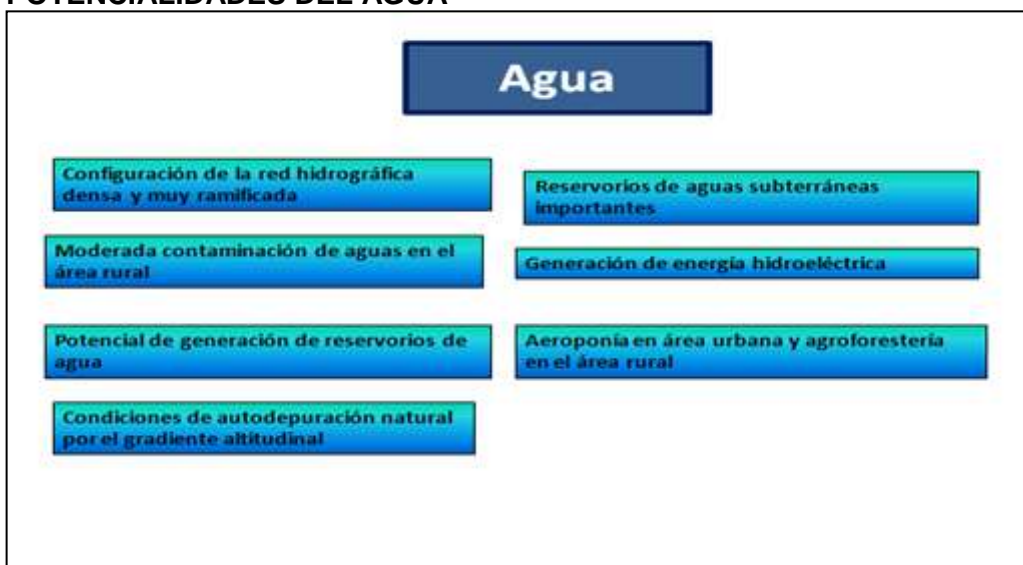 POTENCIALIDADES DEL AGUA
Agua
Configuración de la red hidrográfica
densa y muy ramificada
Moderada contaminación de aguas en el
área rural
Potencial de generación de reservorios de
agua
Condiciones de autodepuración natural
por el gradiente altitudinal
Reservorios de aguas subterráneas
importantes
Generación de energía hidroeléctrica
Aeroponía en área urbana y agroforestería
en el área rural